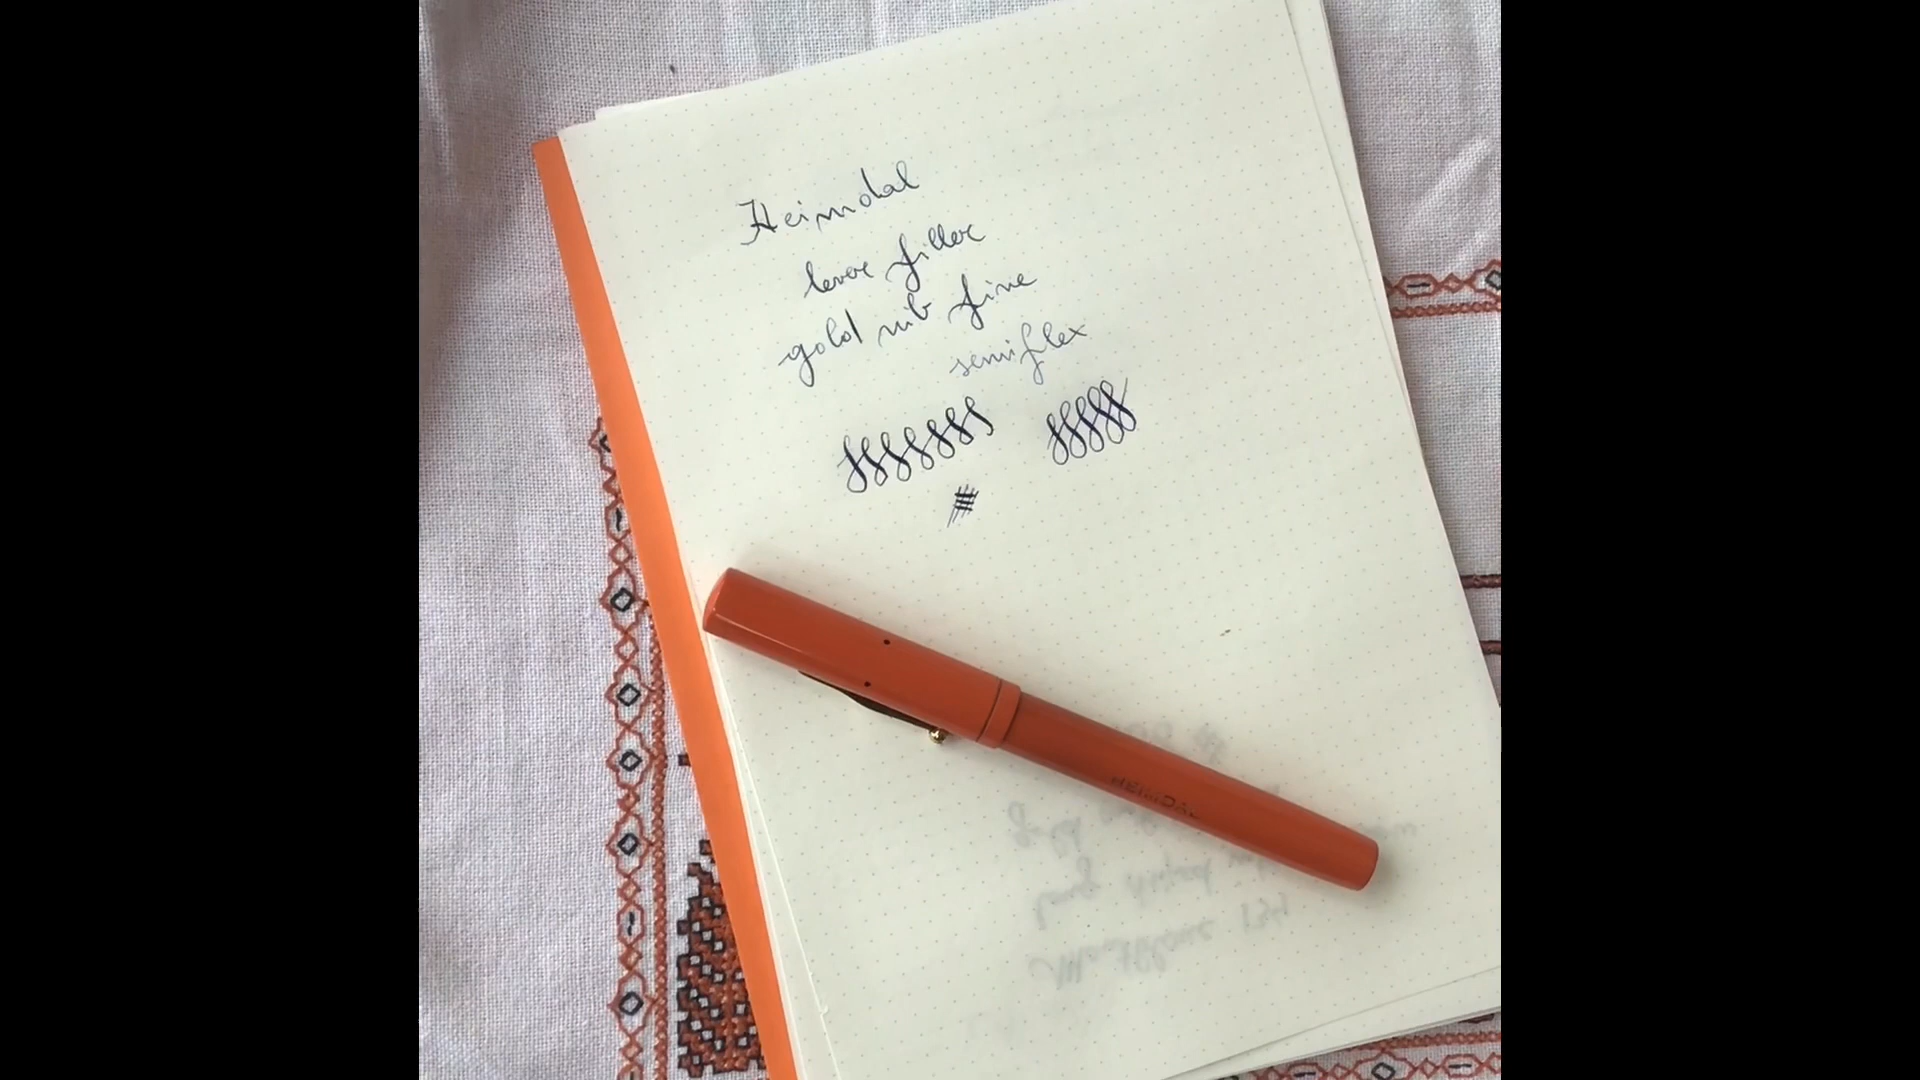 Heimdal
lever filler
gold nib fine
semiflex
HEIMDAL